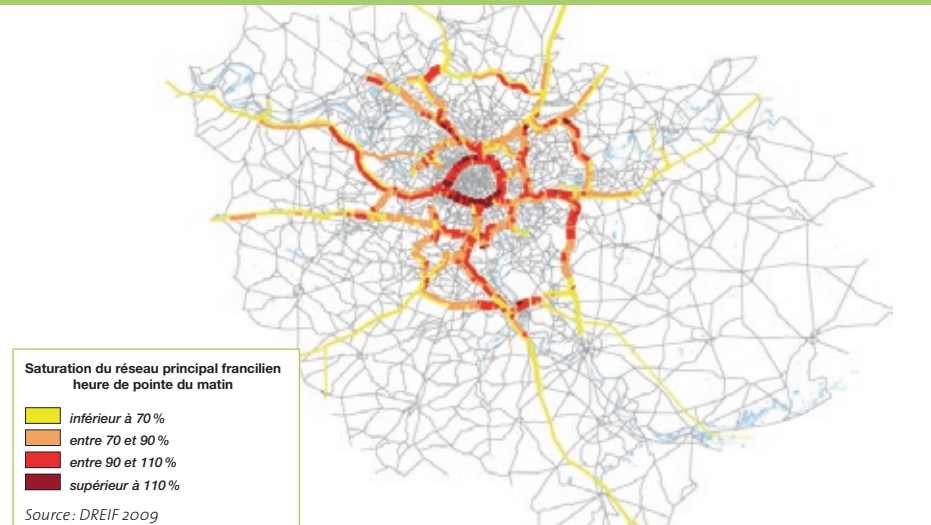 Saturation du réseau principal francilien
heure de pointe du matin
inférieur à 70 %
entre 70 et 90 %
entre 90 et 110 %
supérieur à 110 %
Source : DREIF 2009